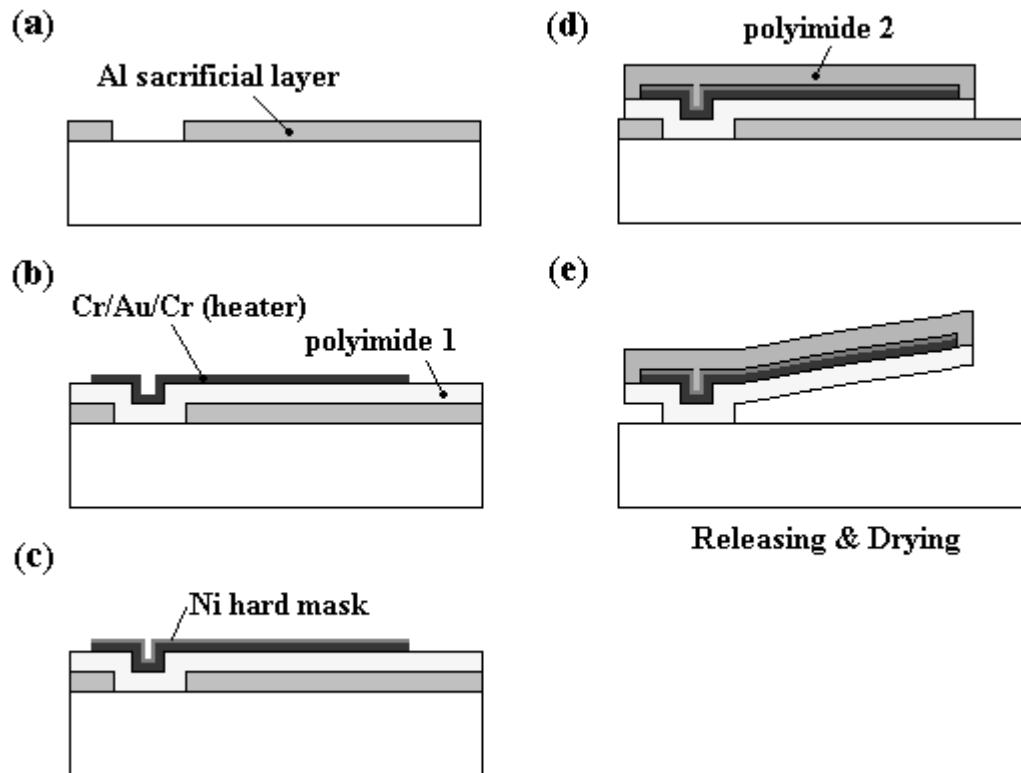 (a)
Al sacrificial layer
(b)
Cr/Au/Cr (heater)
polyimide 1
(c)
Ni hard mask
(d)
polyimide 2
(e)
Releasing & Drying